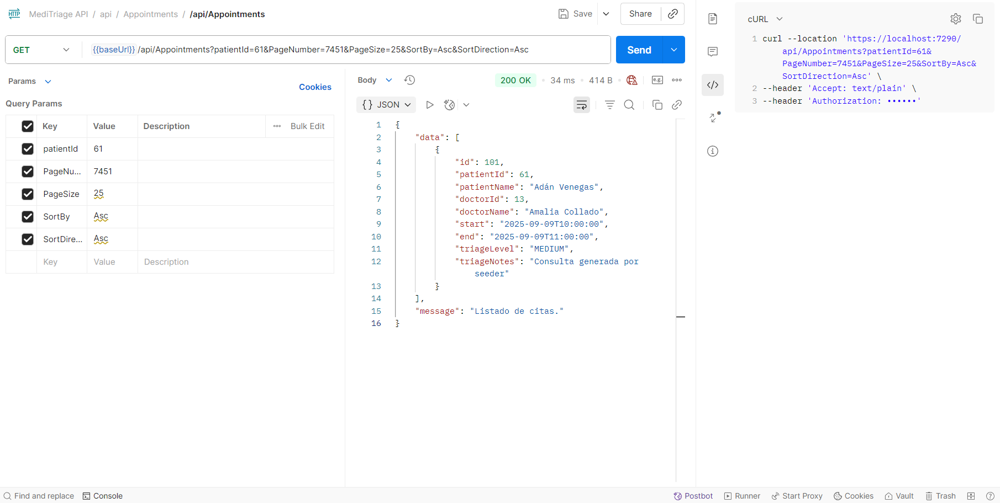 HTTP MediTriage API / api / Appointments / /api/Appointments
Save
Share
GET
{{baseUrl}} /api/Appointments?patientId=61&PageNumber=7451&PageSize=25&SortBy=Asc&SortDirection=Asc
Send
Params
Cookies
Query Params
Key Value Description ••• Bulk Edit
patientId 61
PageNu... 7451
PageSize 25
SortBy Asc
SortDire... Asc
Key Value Description
Body
200 OK • 34 ms • 414 B • e.g. •••
{} JSON
1 {
2 "data": [
3 {
4 "id": 101,
5 "patientId": 61,
6 "patientName": "Adán Venegas",
7 "doctorId": 13,
8 "doctorName": "Amalia Collado",
9 "start": "2025-09-09T10:00:00",
10 "end": "2025-09-09T11:00:00",
11 "triageLevel": "MEDIUM",
12 "triageNotes": "Consulta generada por
seeder"
13 }
14 ],
15 "message": "Listado de citas."
16 }
cURL
1 curl --location 'https://localhost:7290/
api/Appointments?patientId=61&
PageNumber=7451&PageSize=25&SortBy=Asc&
SortDirection=Asc' \
2 --header 'Accept: text/plain' \
3 --header 'Authorization: ••••••'
Find and replace
Console
Postbot
Runner
Start Proxy
Cookies
Vault
Trash